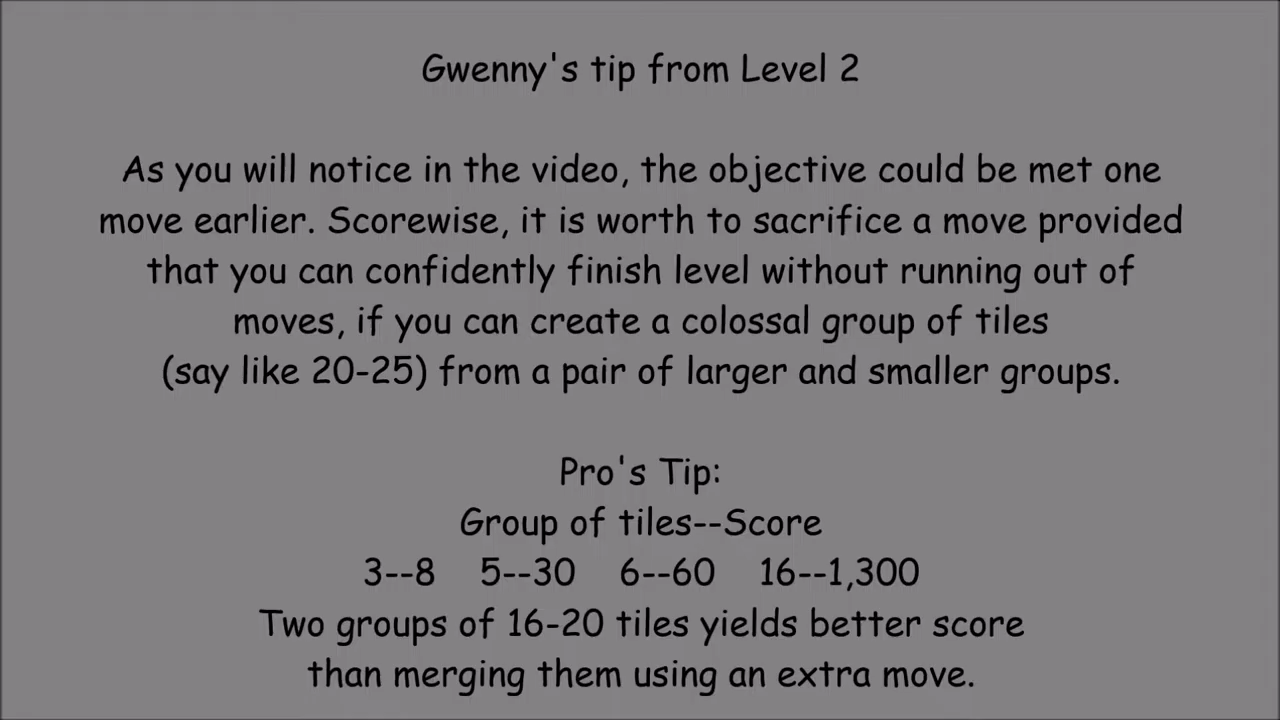 Gwenny's tip from Level 2
As you will notice in the video, the objective could be met one
move earlier. Scorewise, it is worth to sacrifice a move provided
that you can confidently finish level without running out of
moves, if you can create a colossal group of tiles
(say like 20-25) from a pair of larger and smaller groups.
Pro's Tip:
Group of tiles--Score
3--8 5--30 6--60 16--1,300
Two groups of 16-20 tiles yields better score
than merging them using an extra move.